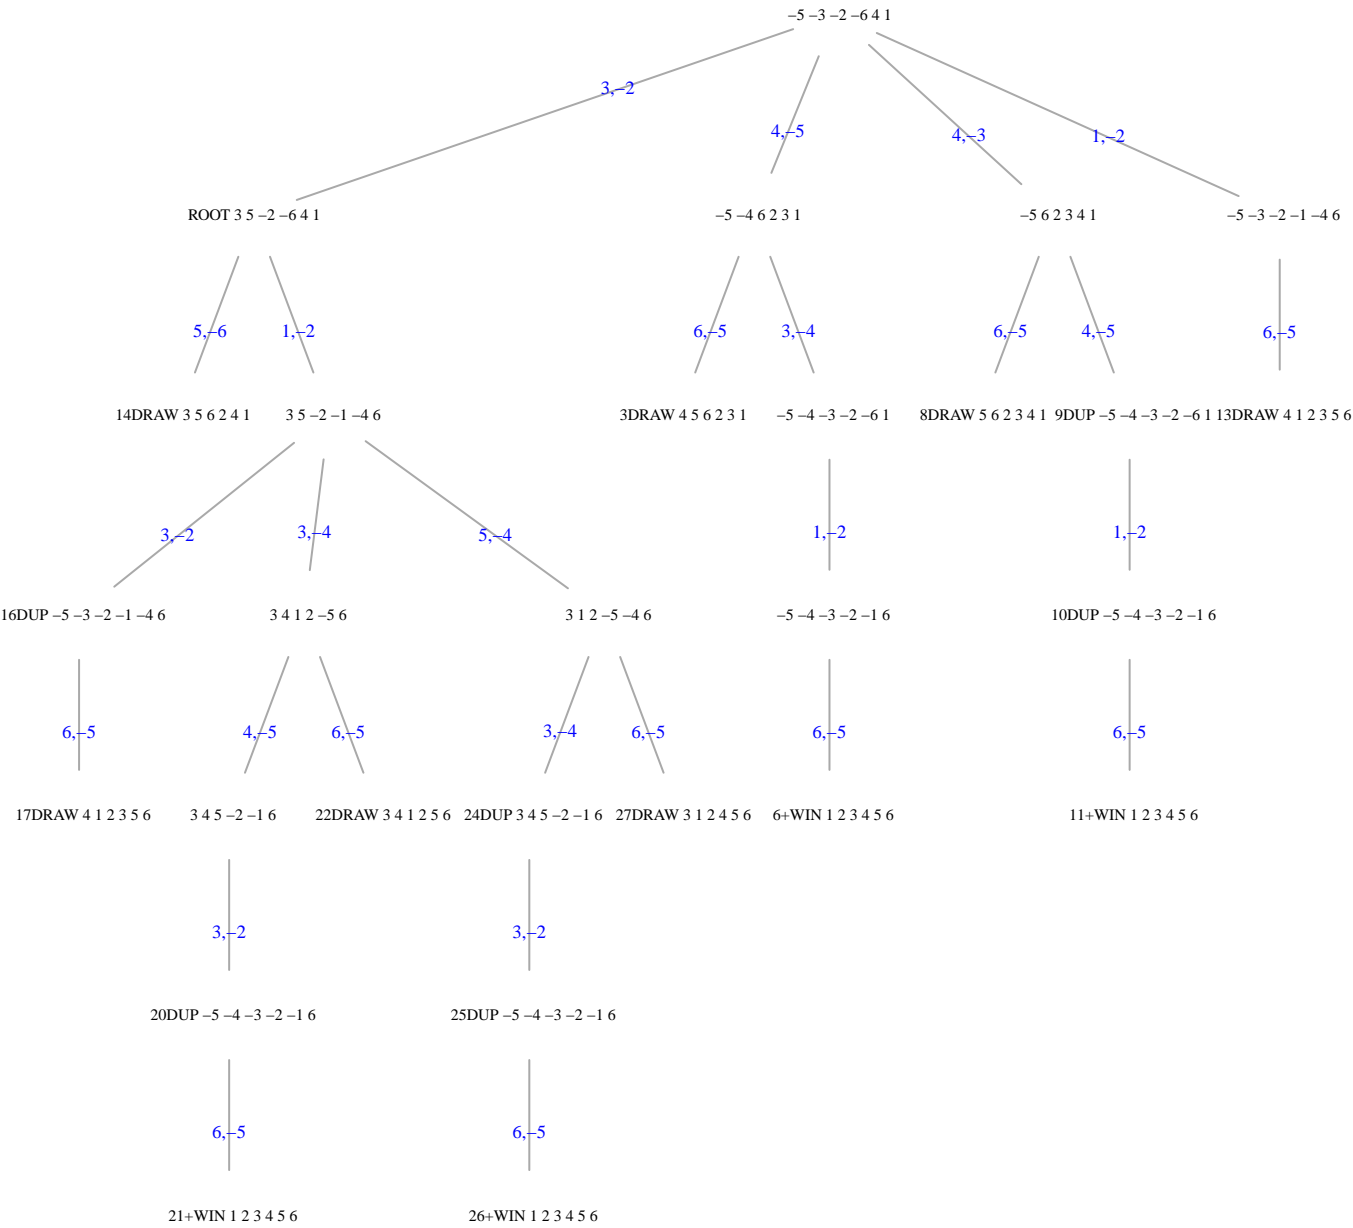 −5 −3 −2 −6 4 1
3,−2
4,−5
4,−3
1,−2
ROOT 3 5 −2 −6 4 1
−5 −4 6 2 3 1
−5 6 2 3 4 1
−5 −3 −2 −1 −4 6
5,−6
1,−2
6,−5
3,−4
6,−5
4,−5
6,−5
14DRAW 3 5 6 2 4 1
3 5 −2 −1 −4 6
3DRAW 4 5 6 2 3 1
−5 −4 −3 −2 −6 1
8DRAW 5 6 2 3 4 1
9DUP −5 −4 −3 −2 −6 1
13DRAW 4 1 2 3 5 6
3,−2
3,−4
5,−4
1,−2
1,−2
16DUP −5 −3 −2 −1 −4 6
3 4 1 2 −5 6
3 1 2 −5 −4 6
−5 −4 −3 −2 −1 6
10DUP −5 −4 −3 −2 −1 6
6,−5
4,−5
6,−5
3,−4
6,−5
6,−5
6,−5
17DRAW 4 1 2 3 5 6
3 4 5 −2 −1 6
22DRAW 3 4 1 2 5 6
24DUP 3 4 5 −2 −1 6
27DRAW 3 1 2 4 5 6
6+WIN 1 2 3 4 5 6
11+WIN 1 2 3 4 5 6
3,−2
3,−2
20DUP −5 −4 −3 −2 −1 6
25DUP −5 −4 −3 −2 −1 6
6,−5
6,−5
21+WIN 1 2 3 4 5 6
26+WIN 1 2 3 4 5 6